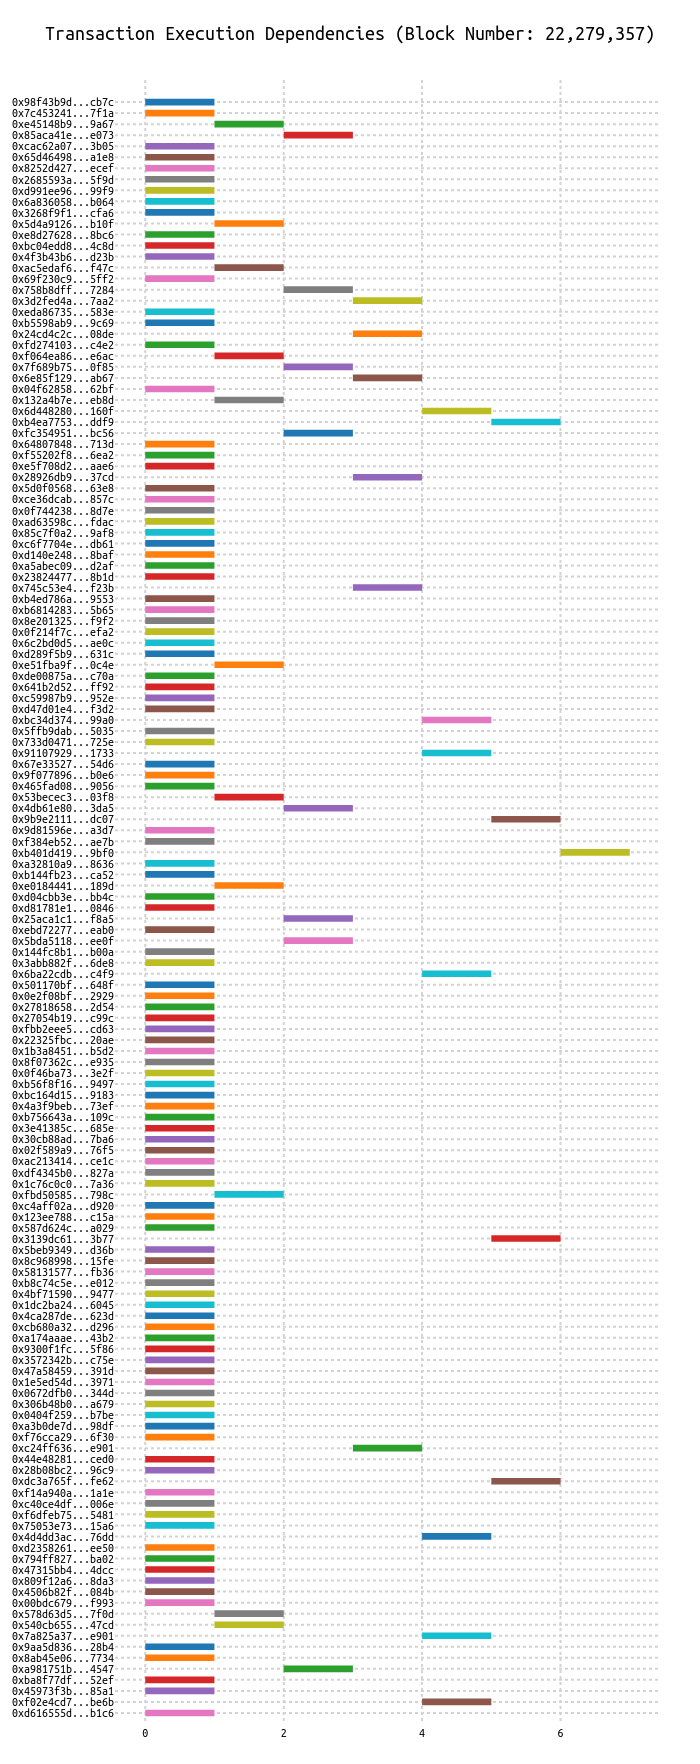 Transaction Execution Dependencies (Block Number: 22,279,357)
0x98f43b9d...cb7c
0x7c453241...7f1a
0xe45148b9...9a67
0x85aca41e...e073
0xcac62a07...3b05
0x65d46498...a1e8
0x8252d427...ecef
0x2685593a...5f9d
0xd991ee96...99f9
0x6a836058...b064
0x3268f9f1...cfa6
0x5d4a9126...b10f
0xe8d27628...8bc6
0xbc04edd8...4c8d
0x4f3b43b6...d23b
0xac5edaf6...f47c
0x69f230c9...5ff2
0x758b8dff...7284
0x3d2fed4a...7aa2
0xeda86735...583e
0xb5598ab9...9c69
0x24cd4c2c...08de
0xfd274103...c4e2
0xf064ea86...e6ac
0x7f689b75...0f85
0x6e85f129...ab67
0x04f62858...62bf
0x132a4b7e...eb8d
0x6d448280...160f
0xb4ea7753...ddf9
0xfc354951...bc56
0x64807848...713d
0xf55202f8...6ea2
0xe5f708d2...aae6
0x28926db9...37cd
0x5d0f0568...63e8
0xce36dcab...857c
0x0f744238...8d7e
0xad63598c...fdac
0x85c7f0a2...9af8
0xc6f7704e...db61
0xd140e248...8baf
0xa5abec09...d2af
0x23824477...8b1d
0x745c53e4...f23b
0xb4ed786a...9553
0xb6814283...5b65
0x8e201325...f9f2
0x0f214f7c...efa2
0x6c2bd0d5...ae0c
0xd289f5b9...631c
0xe51fba9f...0c4e
0xde00875a...c70a
0x641b2d52...ff92
0xc59987b9...952e
0xd47d01e4...f3d2
0xbc34d374...99a0
0x5ffb9dab...5035
0x733d0471...725e
0x91107929...1733
0x67e33527...54d6
0x9f077896...b0e6
0x465fad08...9056
0x53becec3...03f8
0x4db61e80...3da5
0x9b9e2111...dc07
0x9d81596e...a3d7
0xf384eb52...ae7b
0xb401d419...9bf0
0xa32810a9...8636
0xb144fb23...ca52
0xe0184441...189d
0xd04cbb3e...bb4c
0xd81781e1...0846
0x25aca1c1...f8a5
0xebd72277...eab0
0x5bda5118...ee0f
0x144fc8b1...b00a
0x3abb882f...6de8
0x6ba22cdb...c4f9
0x501170bf...648f
0x0e2f08bf...2929
0x27818658...2d54
0x27054b19...c99c
0xfbb2eee5...cd63
0x22325fbc...20ae
0x1b3a8451...b5d2
0x8f07362c...e935
0x0f46ba73...3e2f
0xb56f8f16...9497
0xbc164d15...9183
0x4a3f9beb...73ef
0xb756643a...109c
0x3e41385c...685e
0x30cb88ad...7ba6
0x02f589a9...76f5
0xac213414...ce1c
0xdf4345b0...827a
0x1c76c0c0...7a36
0xfbd50585...798c
0xc4aff02a...d920
0x123ee788...c15a
0x587d624c...a029
0x3139dc61...3b77
0x5beb9349...d36b
0x8c968998...15fe
0x58131577...fb36
0xb8c74c5e...e012
0x4bf71590...9477
0x1dc2ba24...6045
0x4ca287de...623d
0xcb680a32...d296
0xa174aaae...43b2
0x9300f1fc...5f86
0x3572342b...c75e
0x47a58459...391d
0x1e5ed54d...3971
0x0672dfb0...344d
0x306b48b0...a679
0x0404f259...b7be
0xa3b0de7d...98df
0xf76cca29...6f30
0xc24ff636...e901
0x44e48281...ced0
0x28b08bc2...96c9
0xdc3a765f...fe62
0xf14a940a...1a1e
0xc40ce4df...006e
0xf6dfeb75...5481
0x75053e73...15a6
0x4d4dd3ac...76dd
0xd2358261...ee50
0x794ff827...ba02
0x47315bb4...4dcc
0x809f12a6...8da3
0x4506b82f...084b
0x00bdc679...f993
0x578d63d5...7f0d
0x540cb655...47cd
0x7a825a37...e901
0x9aa5d836...28b4
0x8ab45e06...7734
0xa981751b...4547
0xba8f77df...52ef
0x45973f3b...85a1
0xf02e4cd7...be6b
0xd616555d...b1c6
0 2 4 6